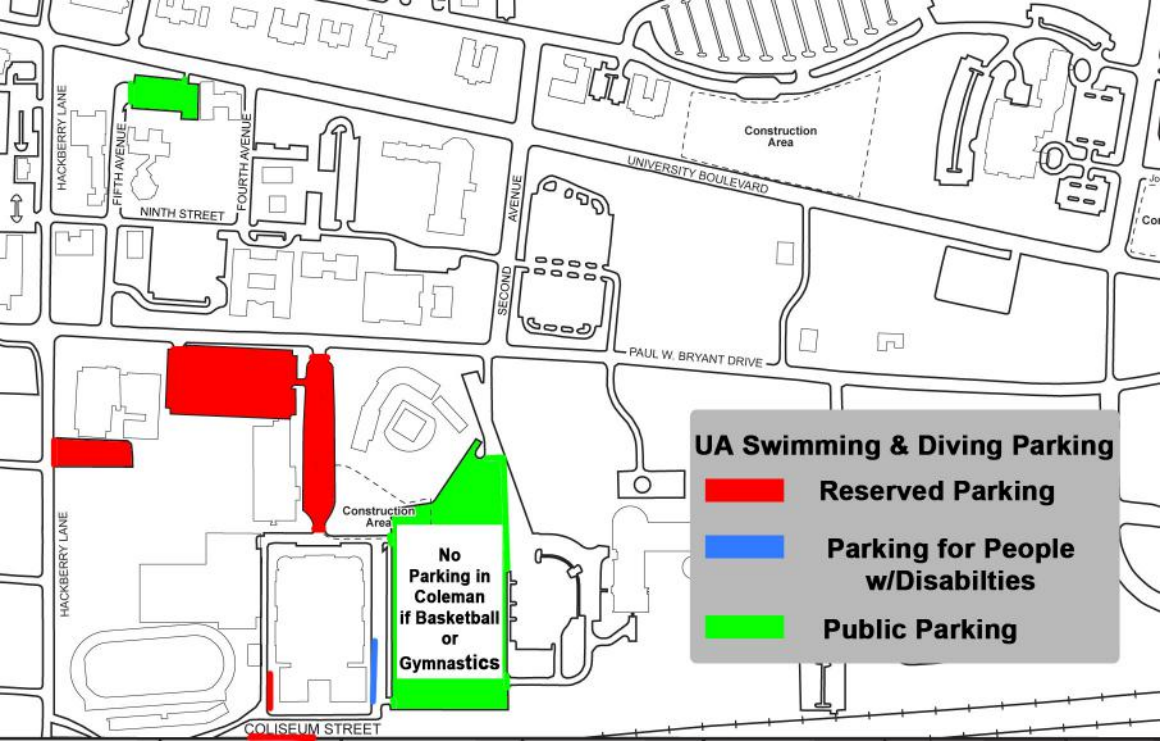 HACKBERRY LANE
FIFTH AVENUE
FOURTH AVENUE
NINTH STREET
Construction
Area
UNIVERSITY BOULEVARD
AVENUE
SECOND
PAUL W. BRYANT DRIVE
Construction
Area
No
Parking in
Coleman
if Basketball
or
Gymnastics
HACKBERRY LANE
COLISEUM STREET
UA Swimming & Diving Parking
Reserved Parking
Parking for People
w/Disabilties
Public Parking